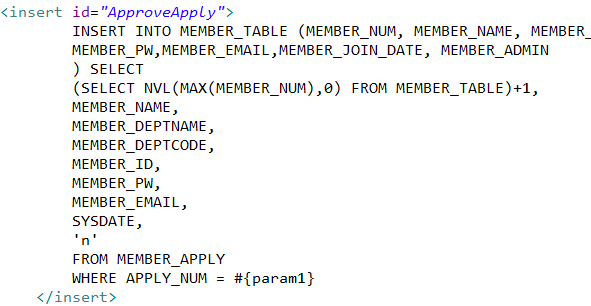 <insert id="ApproveApply">
INSERT INTO MEMBER_TABLE (MEMBER_NUM, MEMBER_NAME, MEMBER_
MEMBER_PW,MEMBER_EMAIL,MEMBER_JOIN_DATE, MEMBER_ADMIN
) SELECT
(SELECT NVL(MAX(MEMBER_NUM),0) FROM MEMBER_TABLE)+1,
MEMBER_NAME,
MEMBER_DEPTNAME,
MEMBER_DEPTCODE,
MEMBER_ID,
MEMBER_PW,
MEMBER_EMAIL,
SYSDATE,
'n'
FROM MEMBER_APPLY
WHERE APPLY_NUM = #{param1}
</insert>